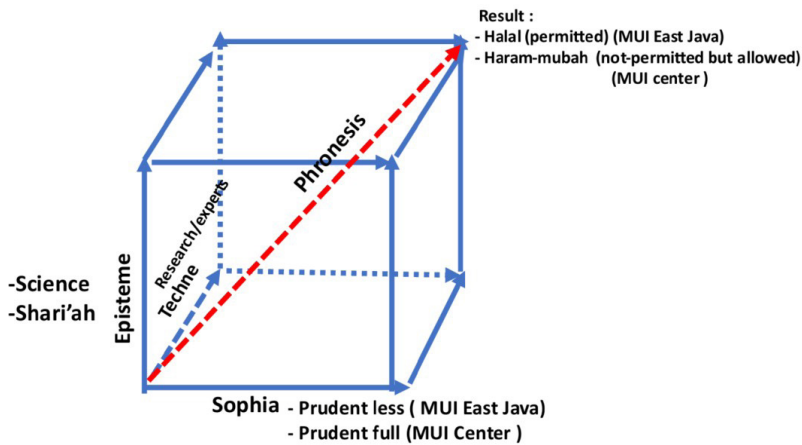 Result :
- Halal (permitted) (MUI East Java)
- Haram-mubah (not-permitted but allowed)
(MUI center )
Phronesis
Research/experts
Techne
Episteme
-Science
-Shari’ah
Sophia - Prudent less ( MUI East Java)
- Prudent full (MUI Center )